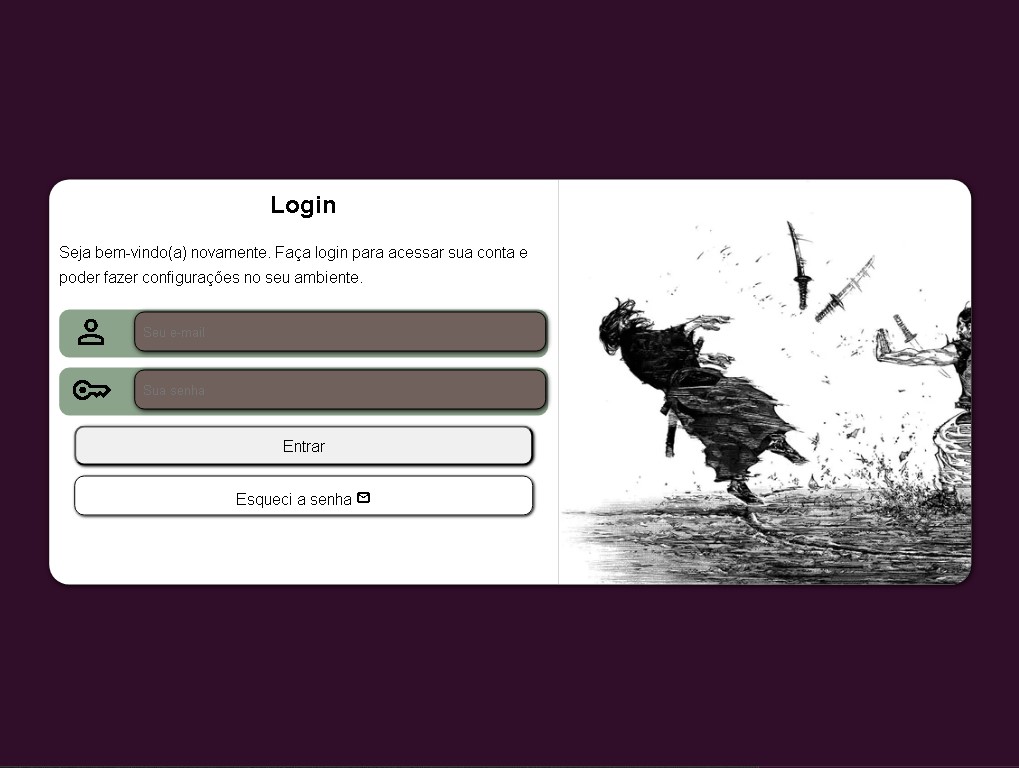 Login
Seja bem-vindo(a) novamente. Faça login para acessar sua conta e
poder fazer configurações no seu ambiente.
Seu e-mail
Sua senha
Entrar
Esqueci a senha